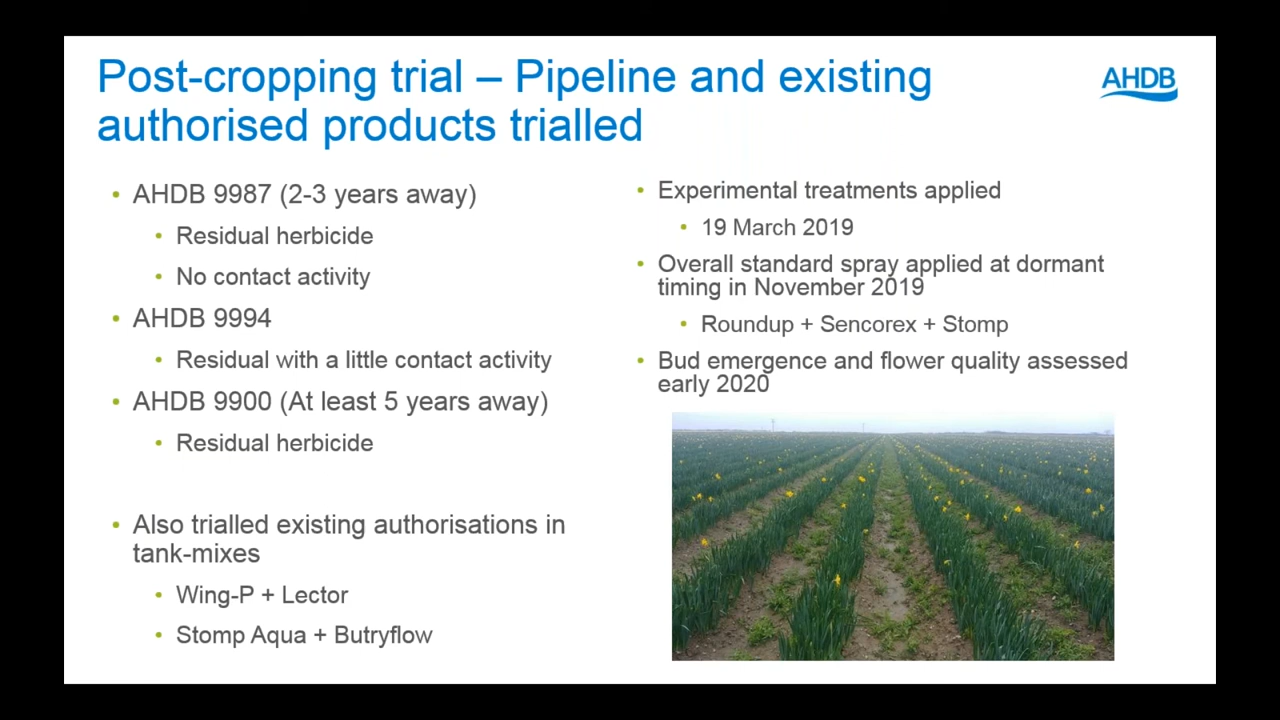 Post-cropping trial – Pipeline and existing
authorised products trialled
AHDB
• AHDB 9987 (2-3 years away)
• Residual herbicide
• No contact activity
• AHDB 9994
• Residual with a little contact activity
• AHDB 9900 (At least 5 years away)
• Residual herbicide
• Also trialled existing authorisations in
tank-mixes
• Wing-P + Lector
• Stomp Aqua + Butryflow
• Experimental treatments applied
• 19 March 2019
• Overall standard spray applied at dormant
timing in November 2019
• Roundup + Sencorex + Stomp
• Bud emergence and flower quality assessed
early 2020